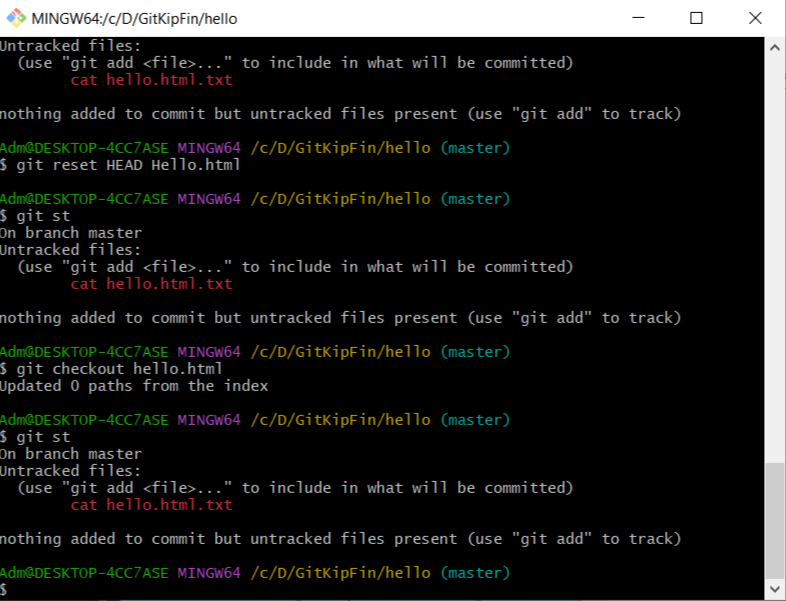 MINGW64:/c/D/GitKipFin/hello
Untracked files:
  (use "git add <file>..." to include in what will be committed)
        cat hello.html.txt

nothing added to commit but untracked files present (use "git add" to track)

Adm@DESKTOP-4CC7ASE MINGW64 /c/D/GitKipFin/hello (master)
$ git reset HEAD Hello.html

Adm@DESKTOP-4CC7ASE MINGW64 /c/D/GitKipFin/hello (master)
$ git st
On branch master
Untracked files:
  (use "git add <file>..." to include in what will be committed)
        cat hello.html.txt

nothing added to commit but untracked files present (use "git add" to track)

Adm@DESKTOP-4CC7ASE MINGW64 /c/D/GitKipFin/hello (master)
$ git checkout hello.html
Updated 0 paths from the index

Adm@DESKTOP-4CC7ASE MINGW64 /c/D/GitKipFin/hello (master)
$ git st
On branch master
Untracked files:
  (use "git add <file>..." to include in what will be committed)
        cat hello.html.txt

nothing added to commit but untracked files present (use "git add" to track)

Adm@DESKTOP-4CC7ASE MINGW64 /c/D/GitKipFin/hello (master)
$